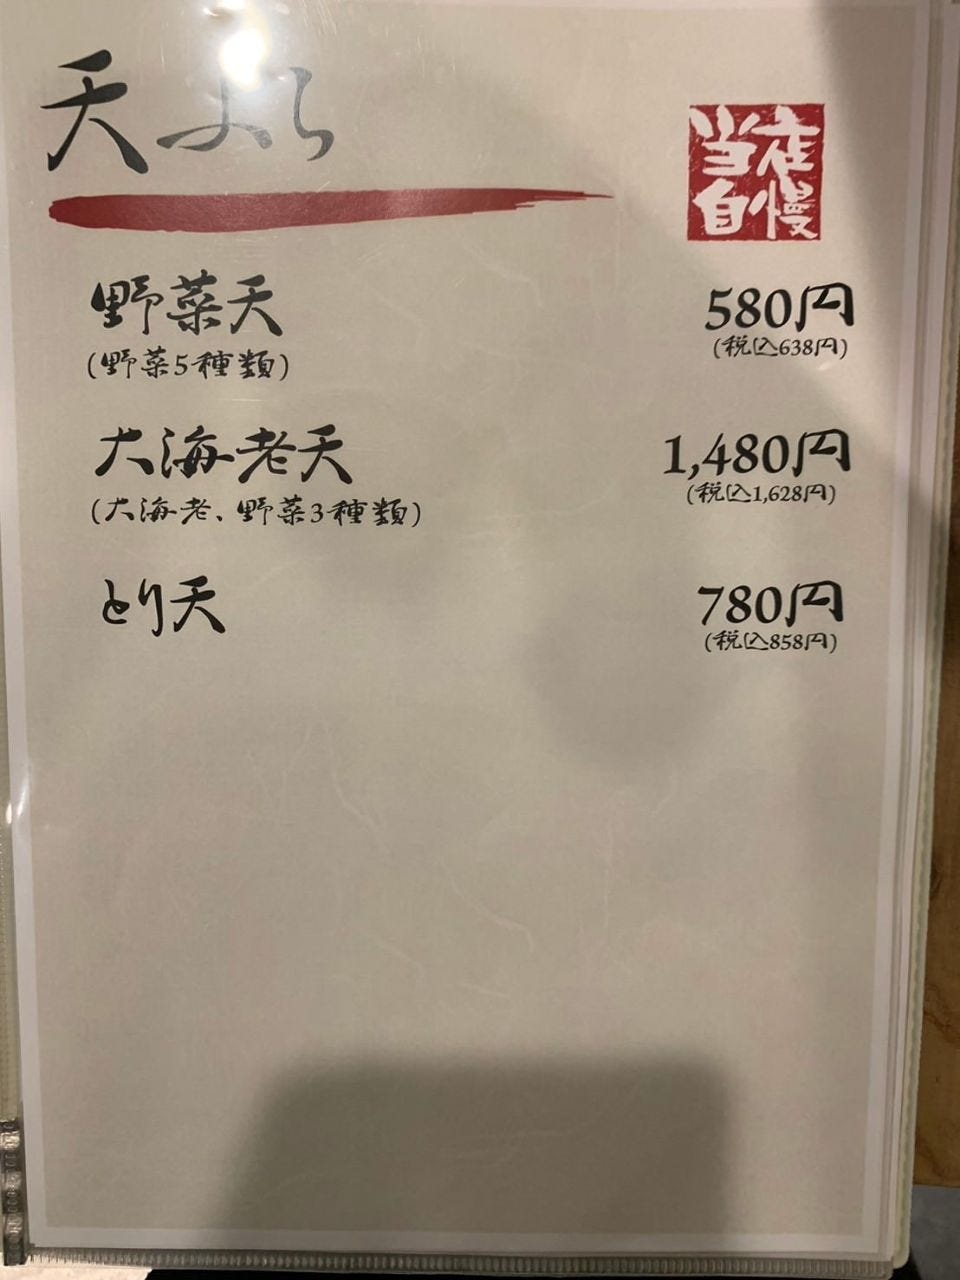 天ぷら
当店
自慢
野菜天
580円
(野菜5種類)
(税込638円)
大海老天
1,480円
(大海老、野菜3種類)
(税込1,628円)
とり天
780円
(税込858円)